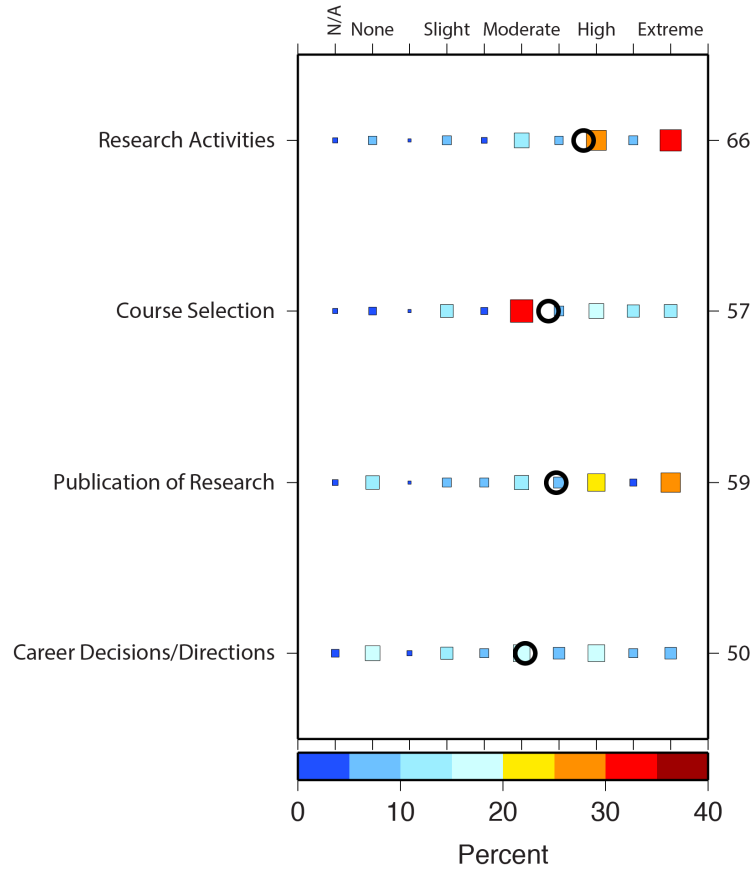 N/A None Slight Moderate High Extreme
Research Activities 66
Course Selection 57
Publication of Research 59
Career Decisions/Directions 50
0 10 20 30 40
Percent